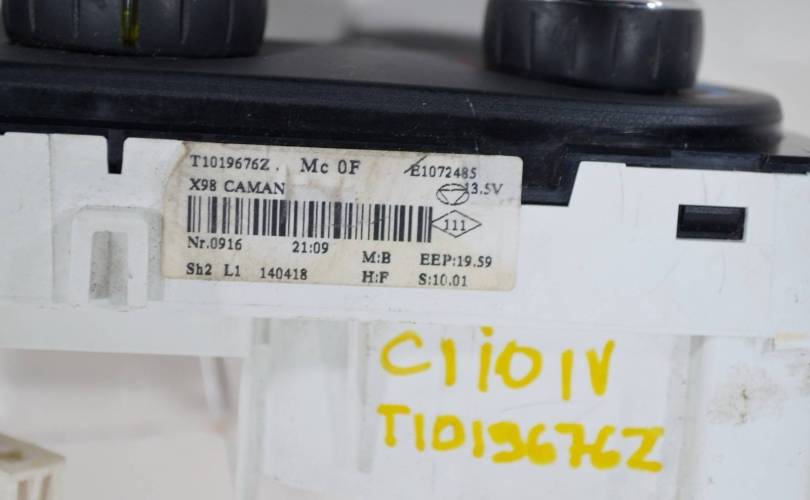 T1019676Z. Mc 0F E1072485
X98 CAMAN 13.5V
111
Nr.0916 21:09
M:B EEP:19.59
Sh2 L1 140418 H:F S:10.01
CliO IV
T1019676Z